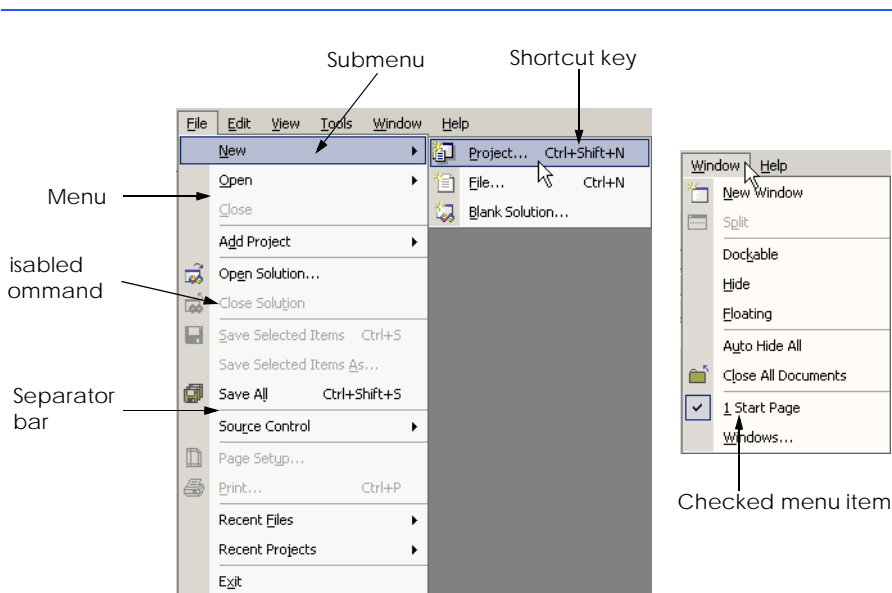 Submenu
Shortcut key
File Edit View Tools Window Help
New
Project... Ctrl+Shift+N
Open
File... Ctrl+N
Close
Blank Solution...
Add Project
Open Solution...
Close Solution
Save Selected Items Ctrl+S
Save Selected Items As...
Save All Ctrl+Shift+S
Source Control
Page Setup...
Print... Ctrl+P
Recent Files
Recent Projects
Exit
Menu
isabled
ommand
Separator
bar
Window Help
New Window
Split
Dockable
Hide
Floating
Auto Hide All
Close All Documents
1 Start Page
Windows...
Checked menu item